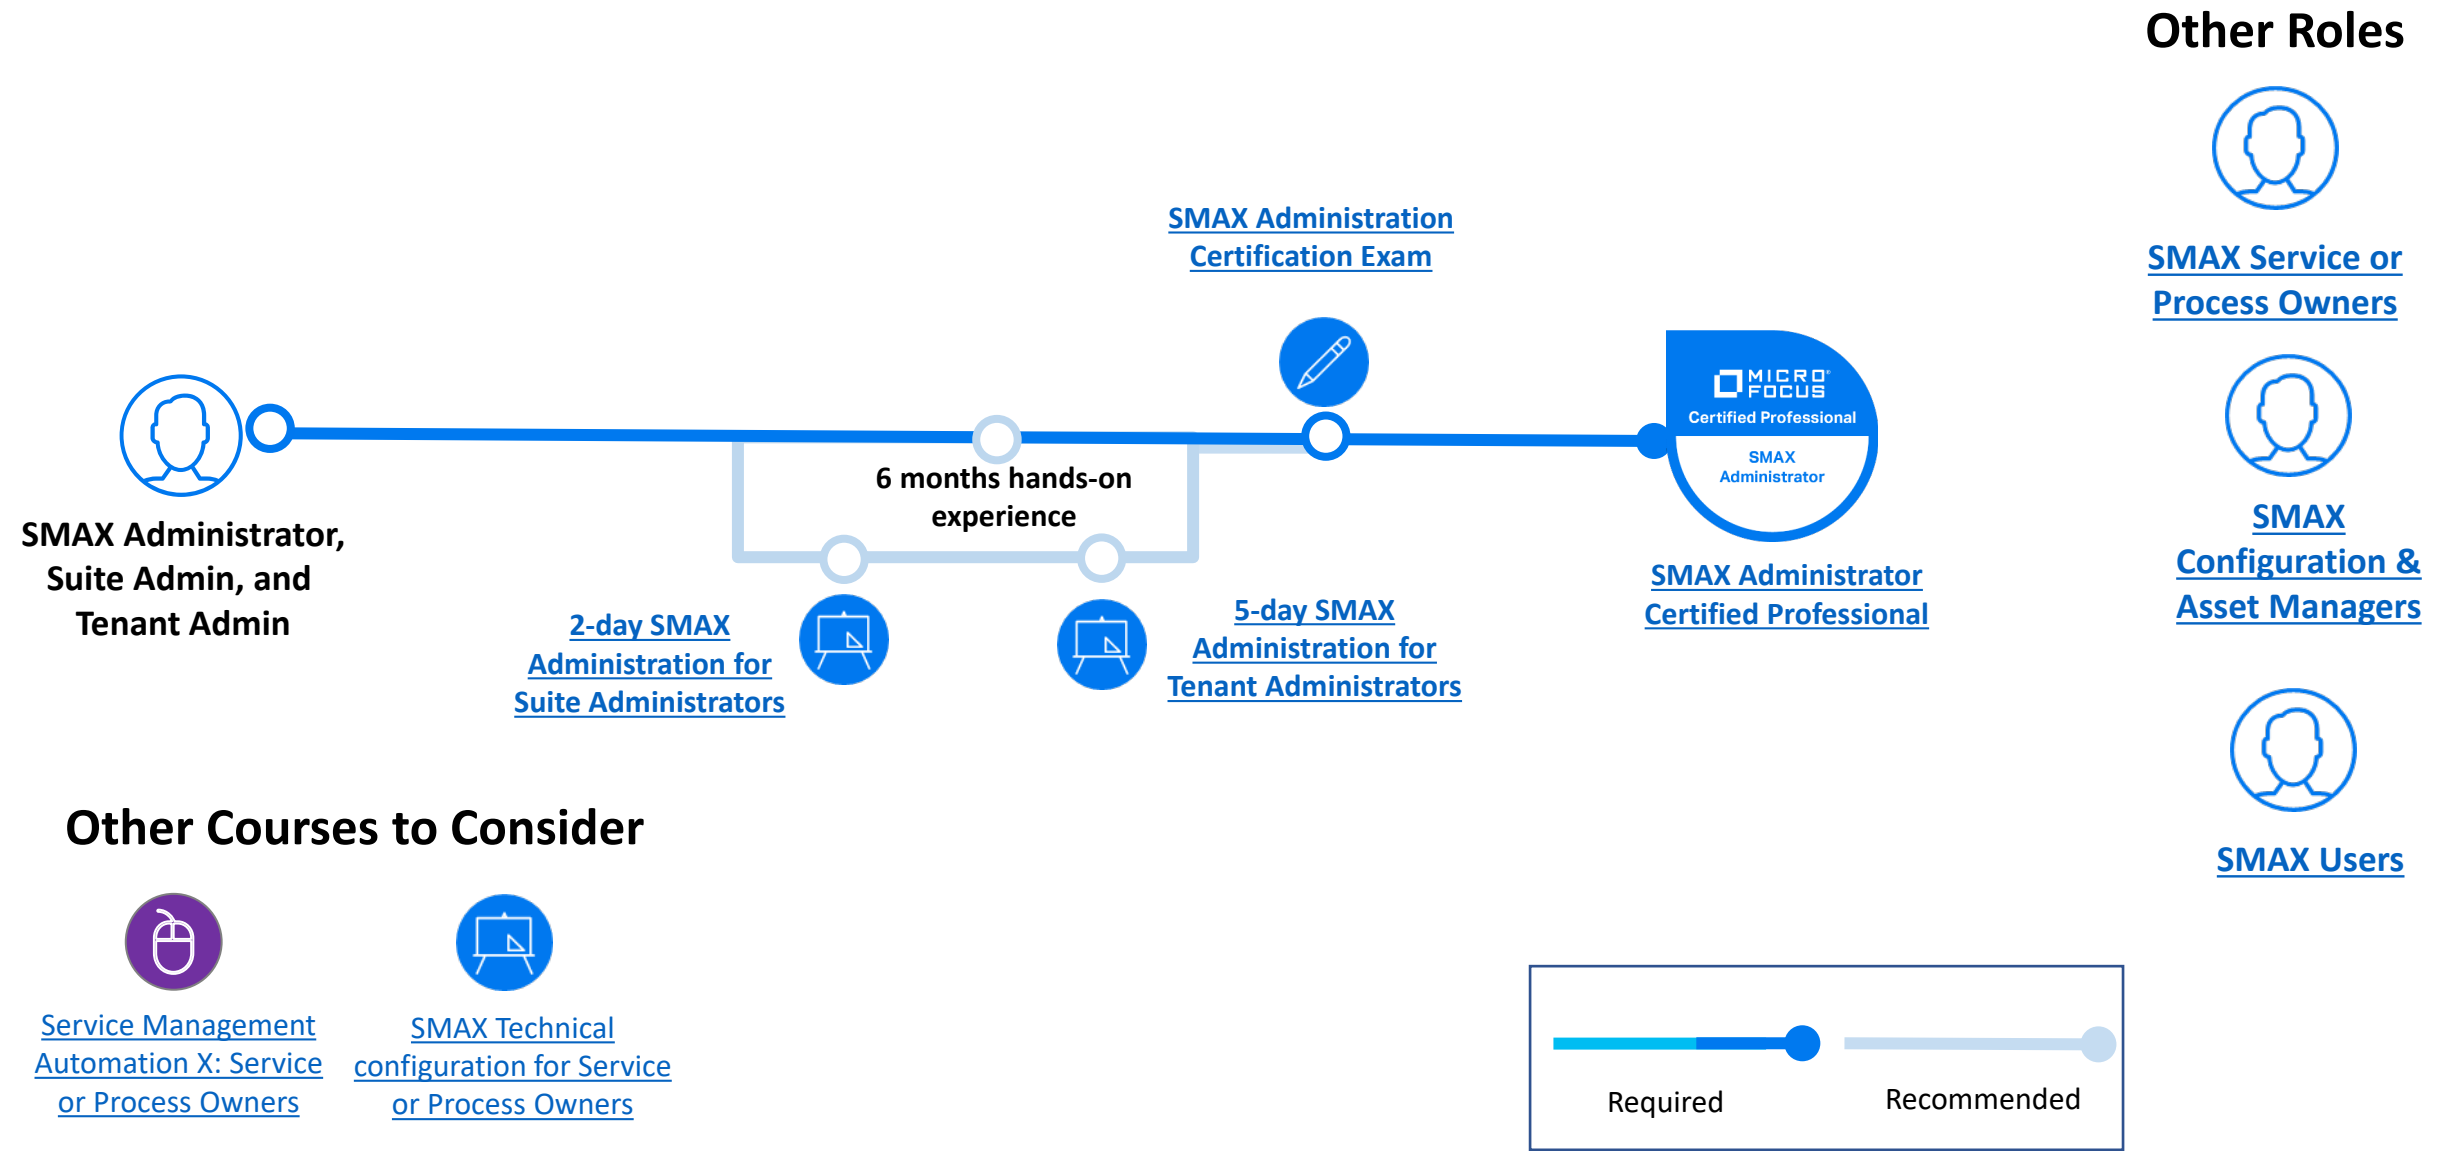 Other Roles
SMAX Service or
Process Owners
SMAX
Configuration &
Asset Managers
SMAX Users
SMAX Administration
Certification Exam
MICRO
FOCUS
Certified Professional
SMAX
Administrator
SMAX Administrator
Certified Professional
6 months hands-on
experience
SMAX Administrator,
Suite Admin, and
Tenant Admin
2-day SMAX
Administration for
Suite Administrators
5-day SMAX
Administration for
Tenant Administrators
Other Courses to Consider
Service Management
Automation X: Service
or Process Owners
SMAX Technical
configuration for Service
or Process Owners
Required
Recommended